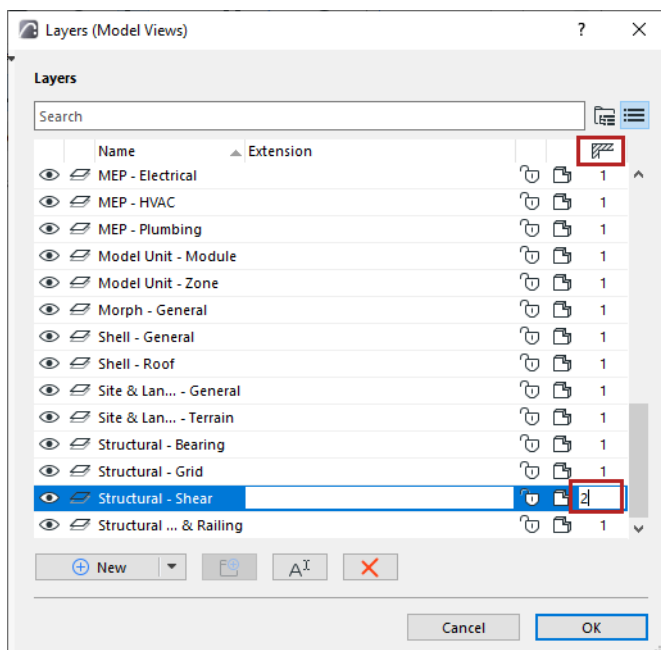 Layers (Model Views) ?
Layers
Search
Name Extension
MEP - Electrical 1
MEP - HVAC 1
MEP - Plumbing 1
Model Unit - Module 1
Model Unit - Zone 1
Morph - General 1
Shell - General 1
Shell - Roof 1
Site & Lan... - General 1
Site & Lan... - Terrain 1
Structural - Bearing 1
Structural - Grid 1
Structural - Shear 2
Structural ... & Railing 1
New A
Cancel OK